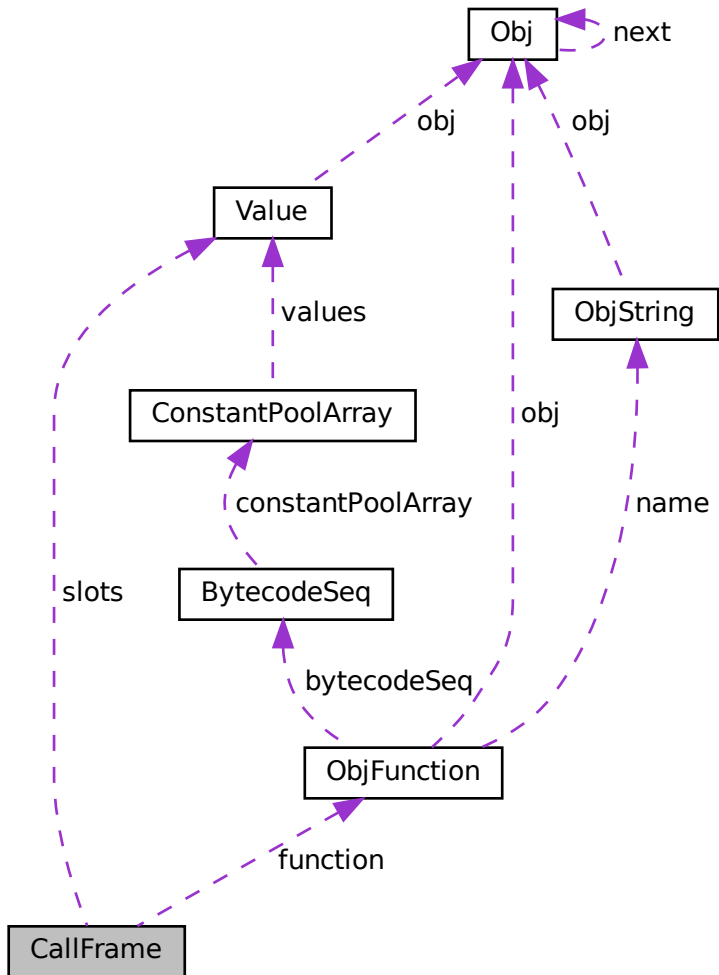 Obj
next
obj
obj
Value
ObjString
values
ConstantPoolArray
obj
constantPoolArray
name
slots
BytecodeSeq
bytecodeSeq
ObjFunction
function
CallFrame